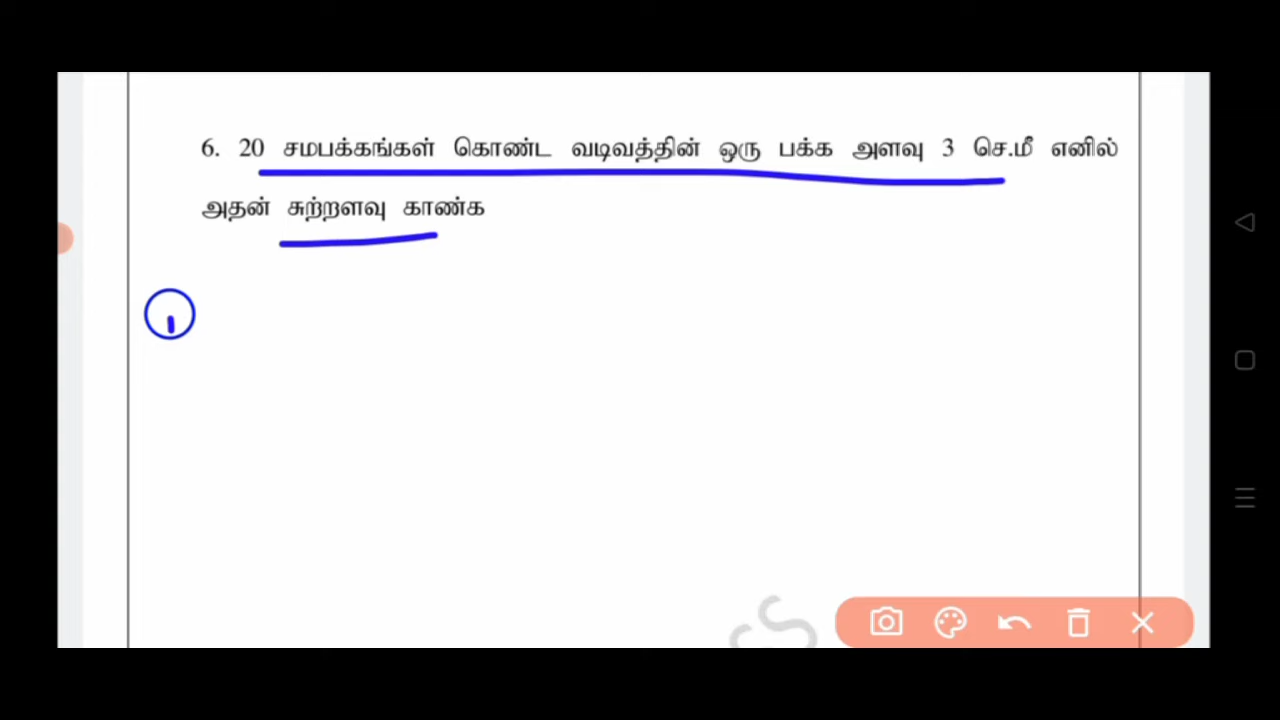 6. 20 சமபக்கங்கள் கொண்ட வடிவத்தின் ஒரு பக்க அளவு 3 செ.மீ எனில்
அதன் சுற்றளவு காண்க